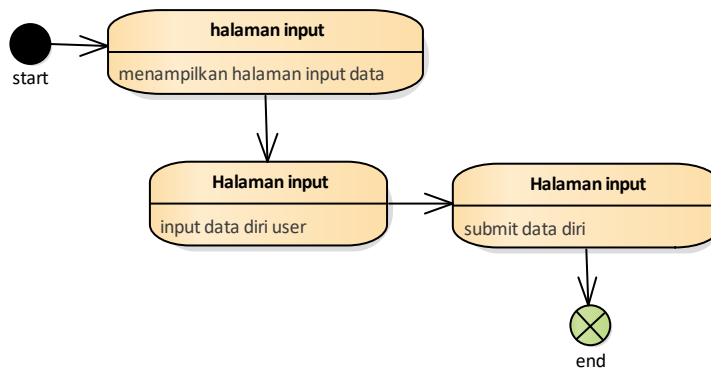 halaman input
menampilkan halaman input data
start
Halaman input
input data diri user
Halaman input
submit data diri
end